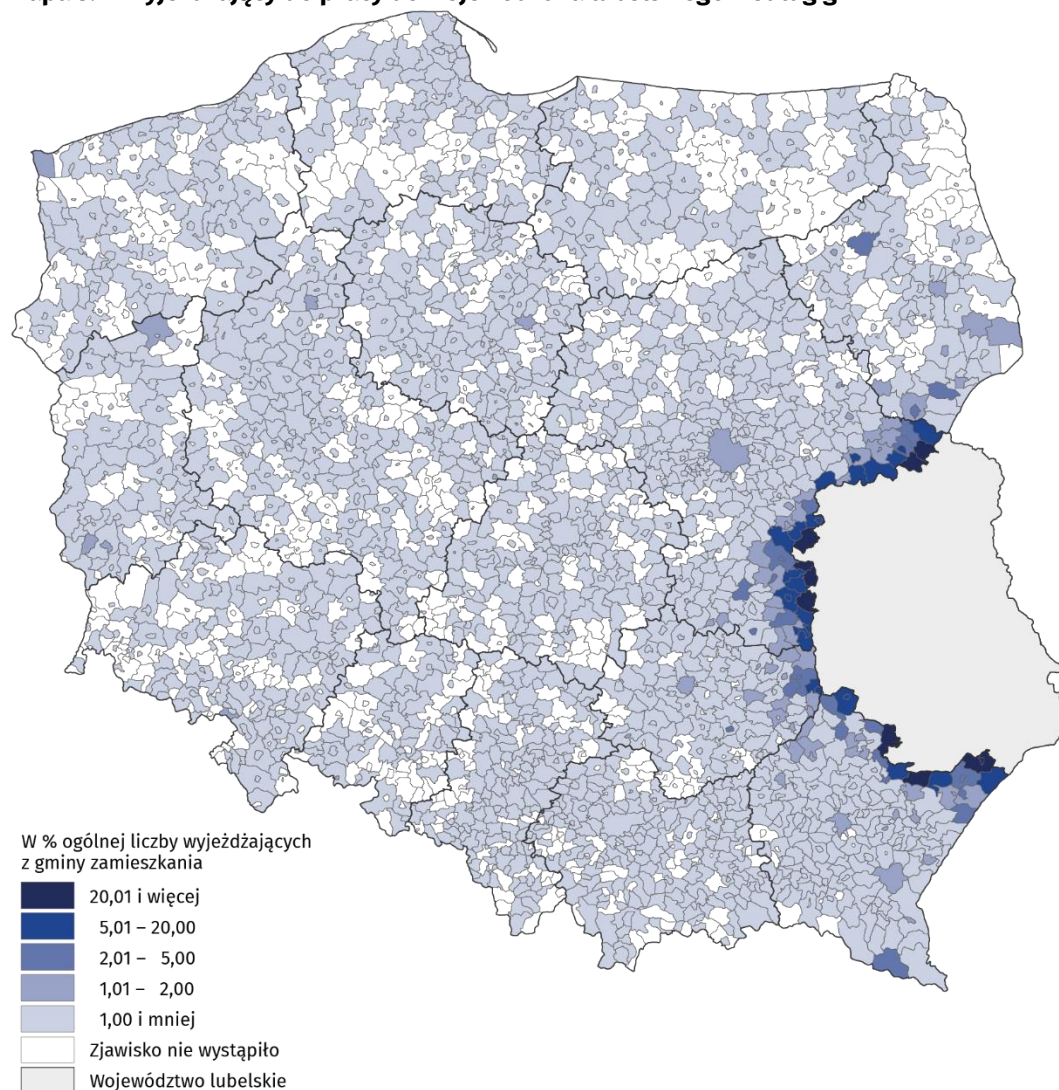 W % ogólnej liczby wyjeżdżających
z gminy zamieszkania
20,01 i więcej
5,01 – 20,00
2,01 – 5,00
1,01 – 2,00
1,00 i mniej
Zjawisko nie wystąpiło
Województwo lubelskie